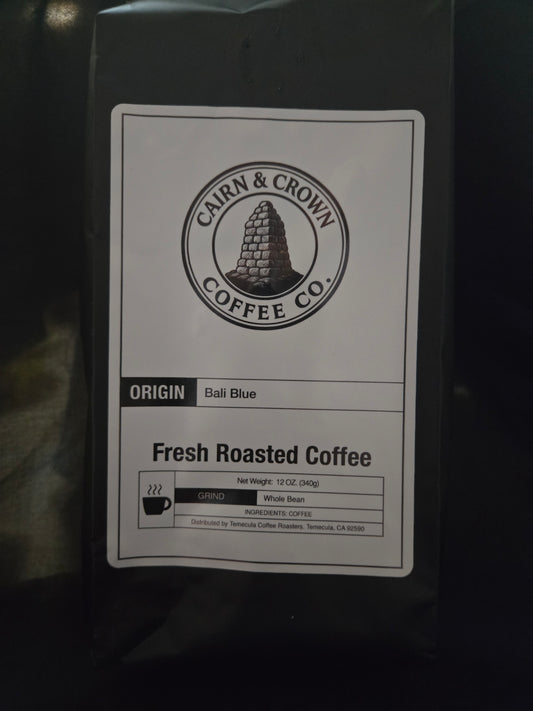 CAIRN & CROWN
COFFEE CO.
ORIGIN Bali Blue
Fresh Roasted Coffee
Net Weight: 12 OZ. (340g)
GRIND Whole Bean
INGREDIENTS: COFFEE
Distributed by Temecula Coffee Roasters, Temecula, CA 92590